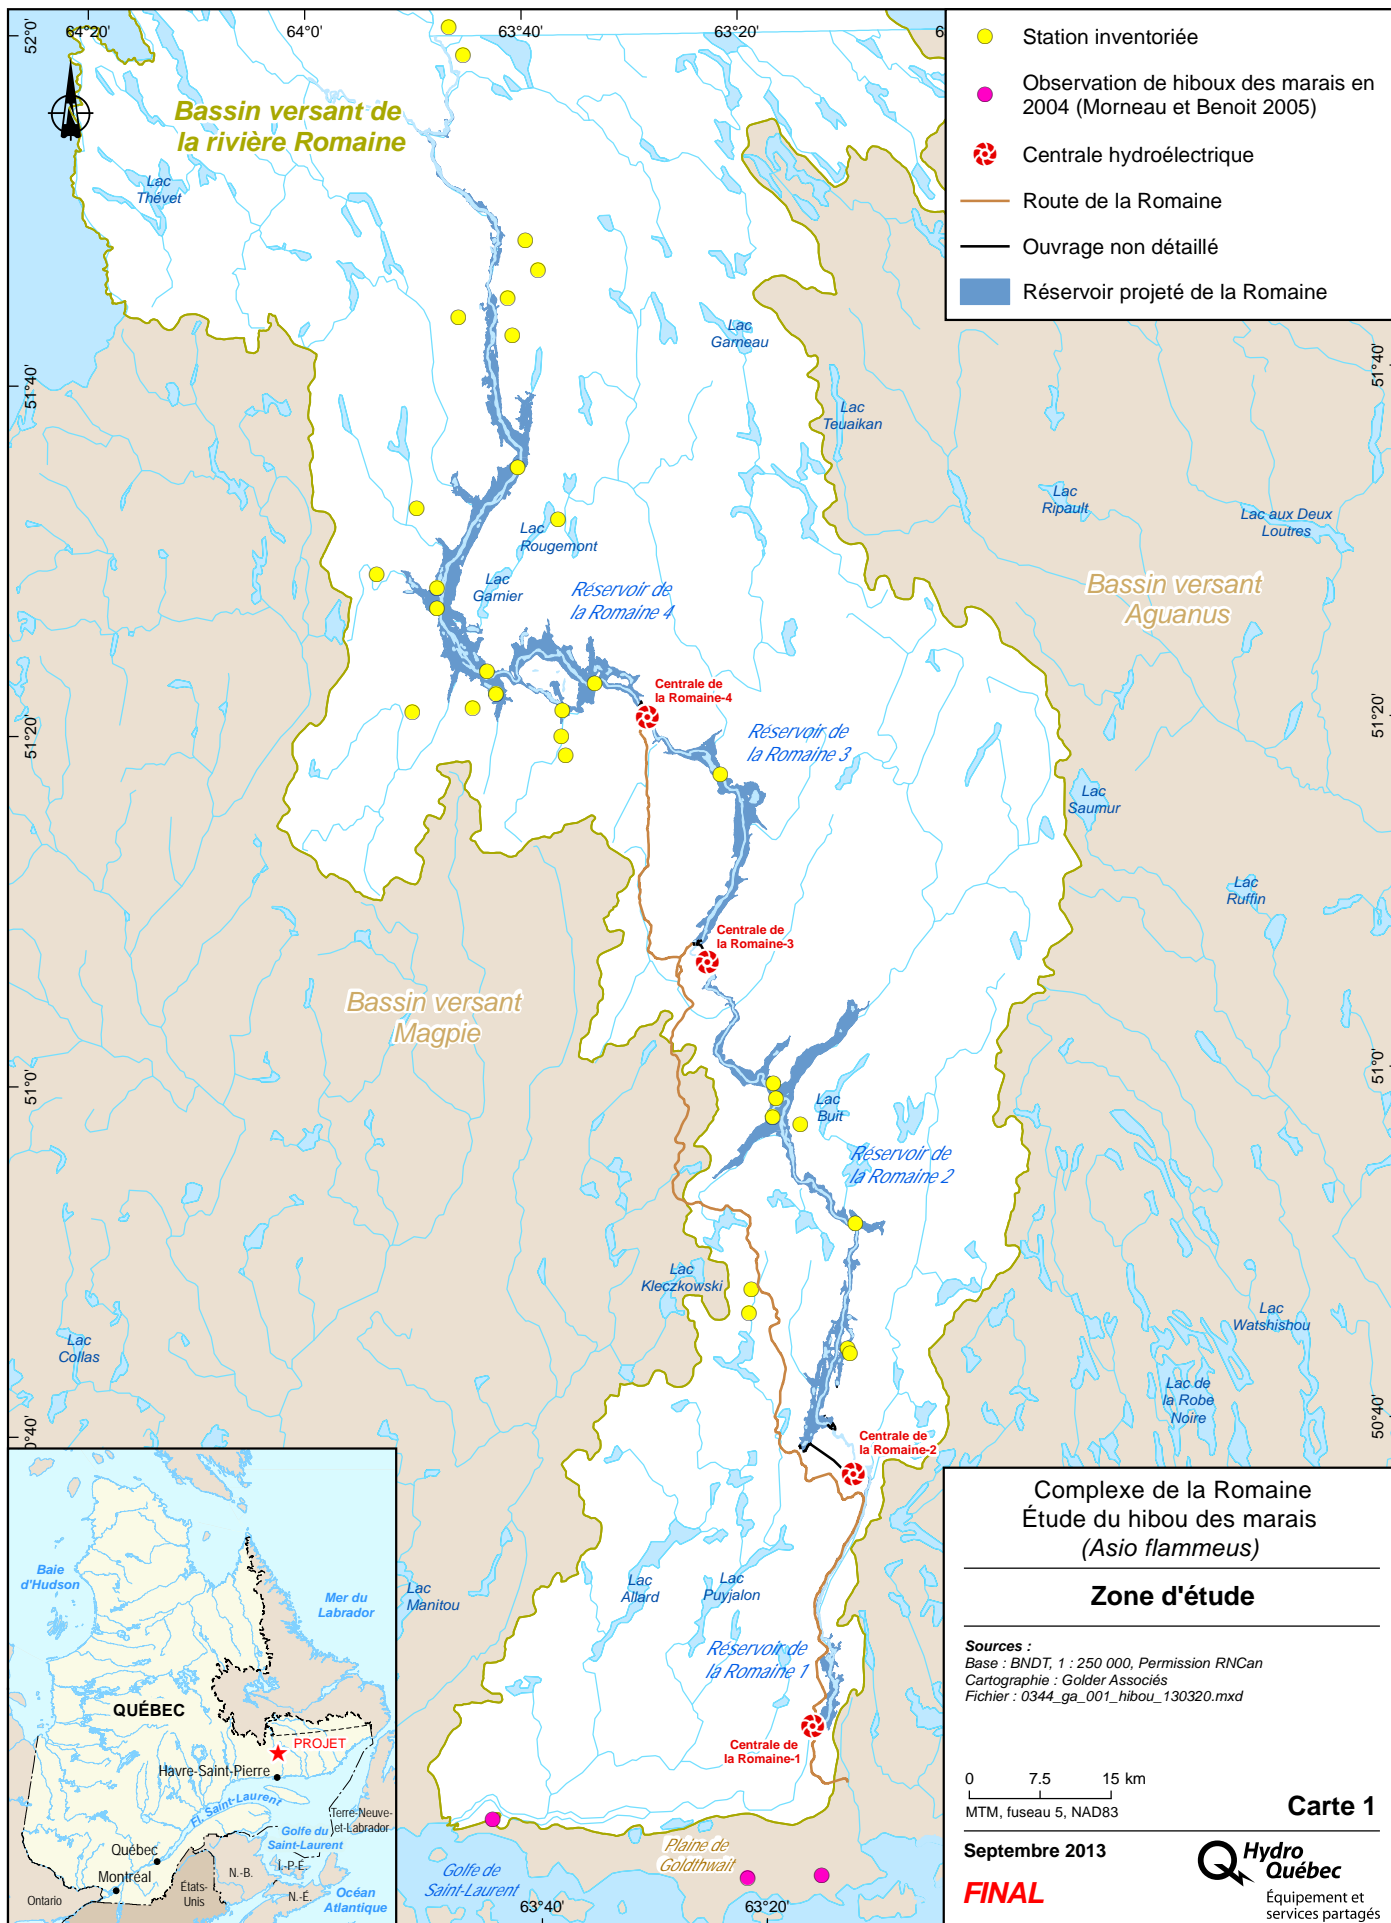 64°20'
64°0'
63°40'
63°20'
6
52°0'
Station inventoriée
Observation de hiboux des marais en
2004 (Morneau et Benoit 2005)
Centrale hydroélectrique
Route de la Romaine
Ouvrage non détaillé
Réservoir projeté de la Romaine
Bassin versant de
la rivière Romaine
Lac
Thévet
Lac
Garneau
51°40'
51°40'
Lac
Teuaikan
Lac
Ripault
Lac aux Deux
Loutres
Lac
Rougemont
Lac
Garnier
Réservoir de
la Romaine 4
Bassin versant
Aguanus
Centrale de
la Romaine-4
51°20'
51°20'
Réservoir de
la Romaine 3
Lac
Saumur
Lac
Ruffin
Centrale de
la Romaine-3
Bassin versant
Magpie
51°0'
51°0'
Lac
Buit
Réservoir de
la Romaine 2
Lac
Kleczkowski
Lac
Collas
Lac
Watshishou
Lac de
la Robe
Noire
0°40'
50°40'
Centrale de
la Romaine-2
Lac
Manitou
Lac
Allard
Lac
Puyjalon
Réservoir de
la Romaine 1
Centrale de
la Romaine-1
Plaine de
Goldthwait
Golfe de
Saint-Laurent
63°40'
63°20'
Baie
d'Hudson
Mer du
Labrador
QUÉBEC
PROJET
Havre-Saint-Pierre
Fl. Saint-Laurent
Terre-Neuve-
et-Labrador
Golfe du
Saint-Laurent
Québec
Montréal
N.-B.
Î.-P.-É.
États-
Unis
N.-É.
Ontario
Océan
Atlantique
Complexe de la Romaine
Étude du hibou des marais
(Asio flammeus)
Zone d'étude
Sources :
Base : BNDT, 1 : 250 000, Permission RNCan
Cartographie : Golder Associés
Fichier : 0344_ga_001_hibou_130320.mxd
0 7.5 15 km
MTM, fuseau 5, NAD83
Carte 1
Septembre 2013
FINAL
Hydro
Québec
Équipement et
services partagés